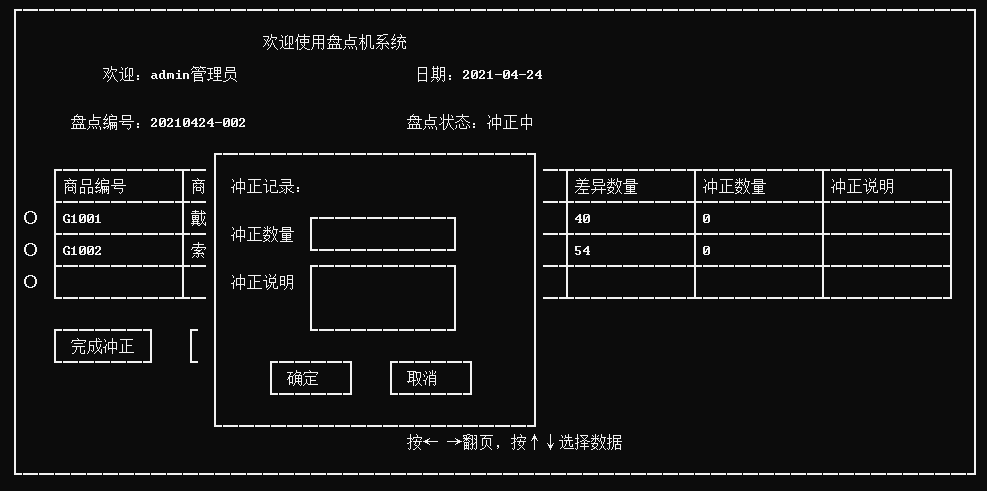 欢迎使用盘点机系统
欢迎: admin管理员 日期: 2021-04-24
盘点编号: 20210424-002 盘点状态: 冲正中
商品编号 商 差异数量 冲正数量 冲正说明
G1001 戴 40 0
G1002 索 54 0
冲正记录:
冲正数量
冲正说明
确定 取消
完成冲正
按← →翻页, 按↑↓选择数据